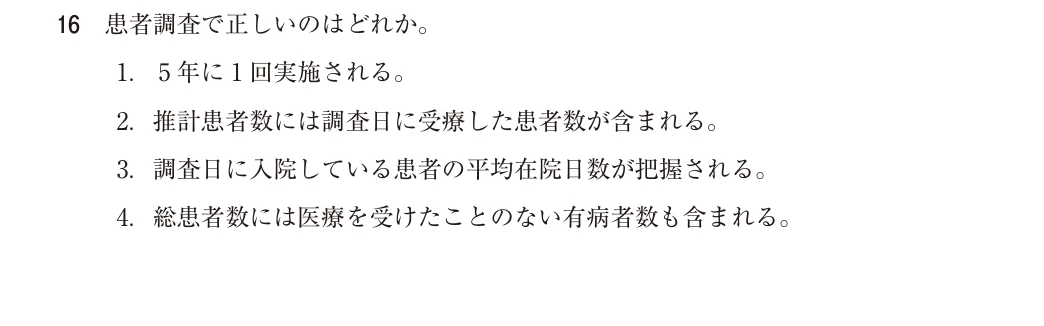 16 患者調査で正しいのはどれか。
1. 5年に1回実施される。
2. 推計患者数には調査日に受療した患者数が含まれる。
3. 調査日に入院している患者の平均在院日数が把握される。
4. 総患者数には医療を受けたことのない有病者数も含まれる。